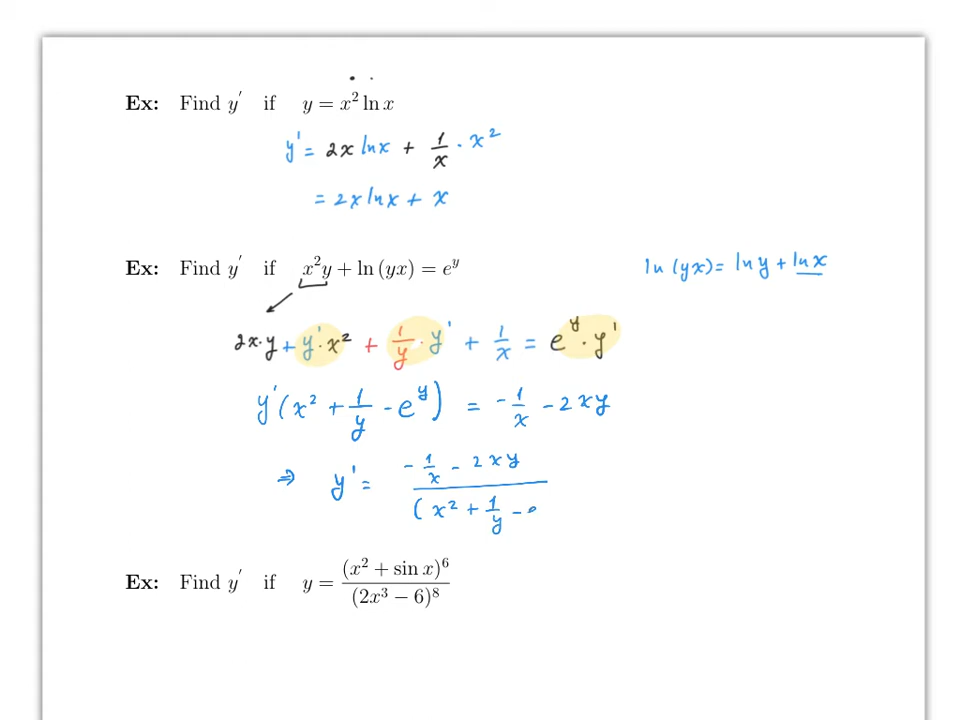 Ex: Find y' if y = x² ln x
y' = 2x lnx + 1/x · x²
= 2x lnx + x
Ex: Find y' if x²y + ln (yx) = e^y
ln (yx) = ln y + ln x
2x·y + y'·x² + 1/y · y' + 1/x = e^y · y'
y' (x² + 1/y - e^y) = -1/x - 2xy
⇒ y' = (-1/x - 2xy)/(x² + 1/y -
Ex: Find y' if y = (x² + sin x)⁶/(2x³ − 6)⁸